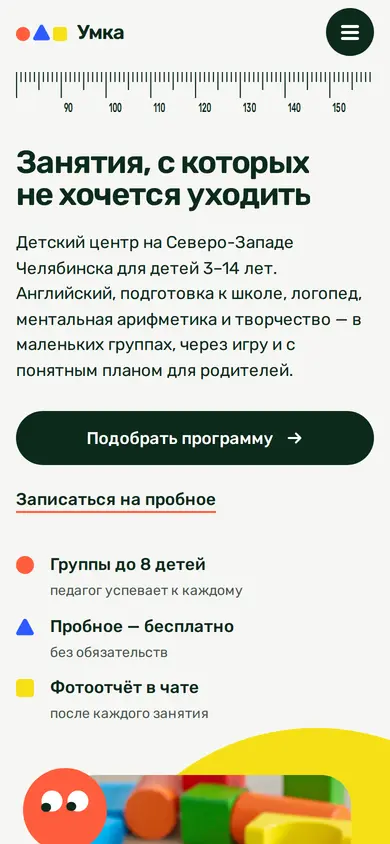 Умка
90 100 110 120 130 140 150
Занятия, с которых
не хочется уходить
Детский центр на Северо-Западе
Челябинска для детей 3–14 лет.
Английский, подготовка к школе, логопед,
ментальная арифметика и творчество — в
маленьких группах, через игру и с
понятным планом для родителей.
Подобрать программу →
Записаться на пробное
Группы до 8 детей
педагог успевает к каждому
Пробное — бесплатно
без обязательств
Фотоотчёт в чате
после каждого занятия